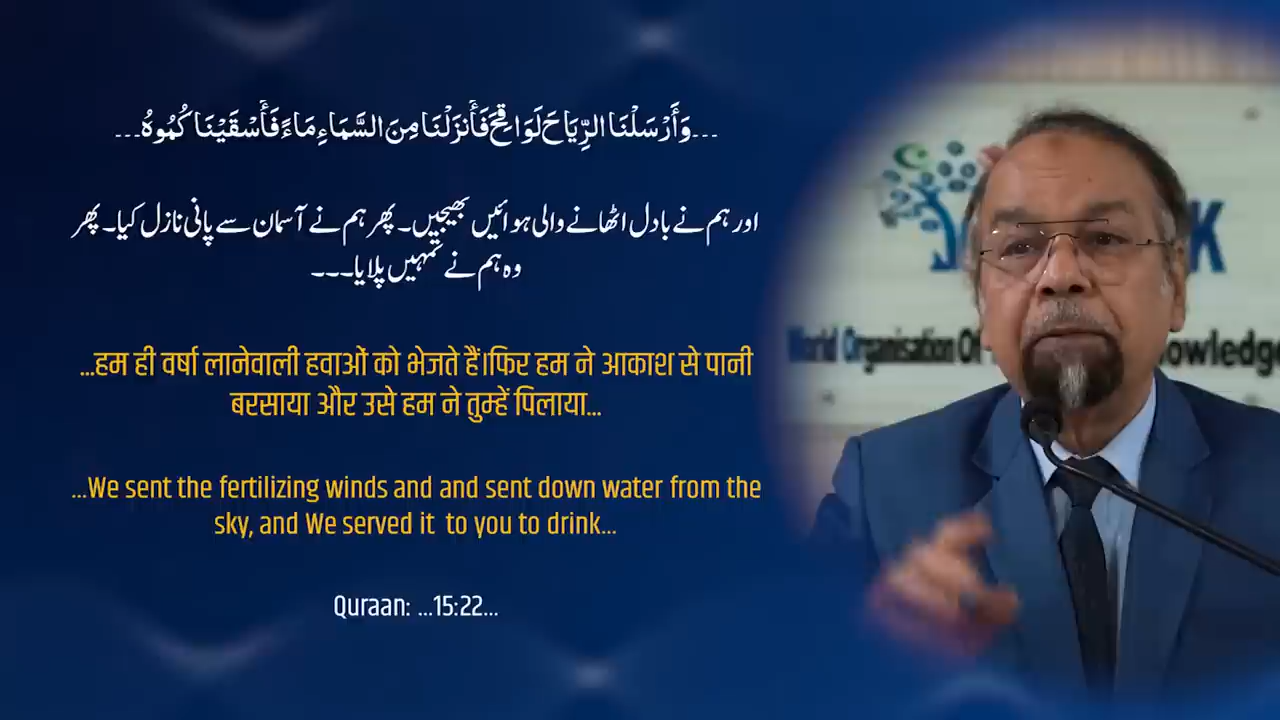 ...وَأَرْسَلْنَا الرِّيَاحَ لَوَاقِحَ فَأَنزَلْنَا مِنَ السَّمَاءِ مَاءً فَأَسْقَيْنَاكُمُوهُ...
اور ہم نے بادل اٹھانے والی ہوائیں بھیجیں۔ پھر ہم نے آسمان سے پانی نازل کیا۔ پھر
وہ ہم نے تمہیں پلایا۔۔۔
...हम ही वर्षा लानेवाली हवाओं को भेजते हैं।फिर हम ने आकाश से पानी
बरसाया और उसे हम ने तुम्हें पिलाया...
...We sent the fertilizing winds and and sent down water from the
sky, and We served it to you to drink...
Quraan: ...15:22...
K
World Organisation Of